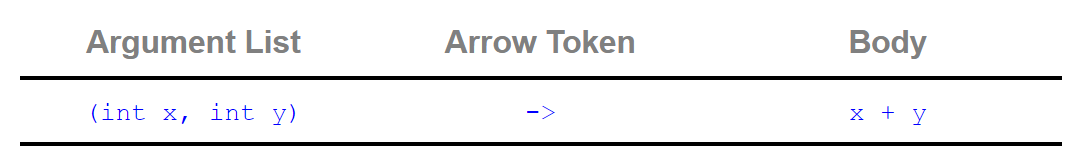 Argument List Arrow Token Body
(int x, int y) -> x + y